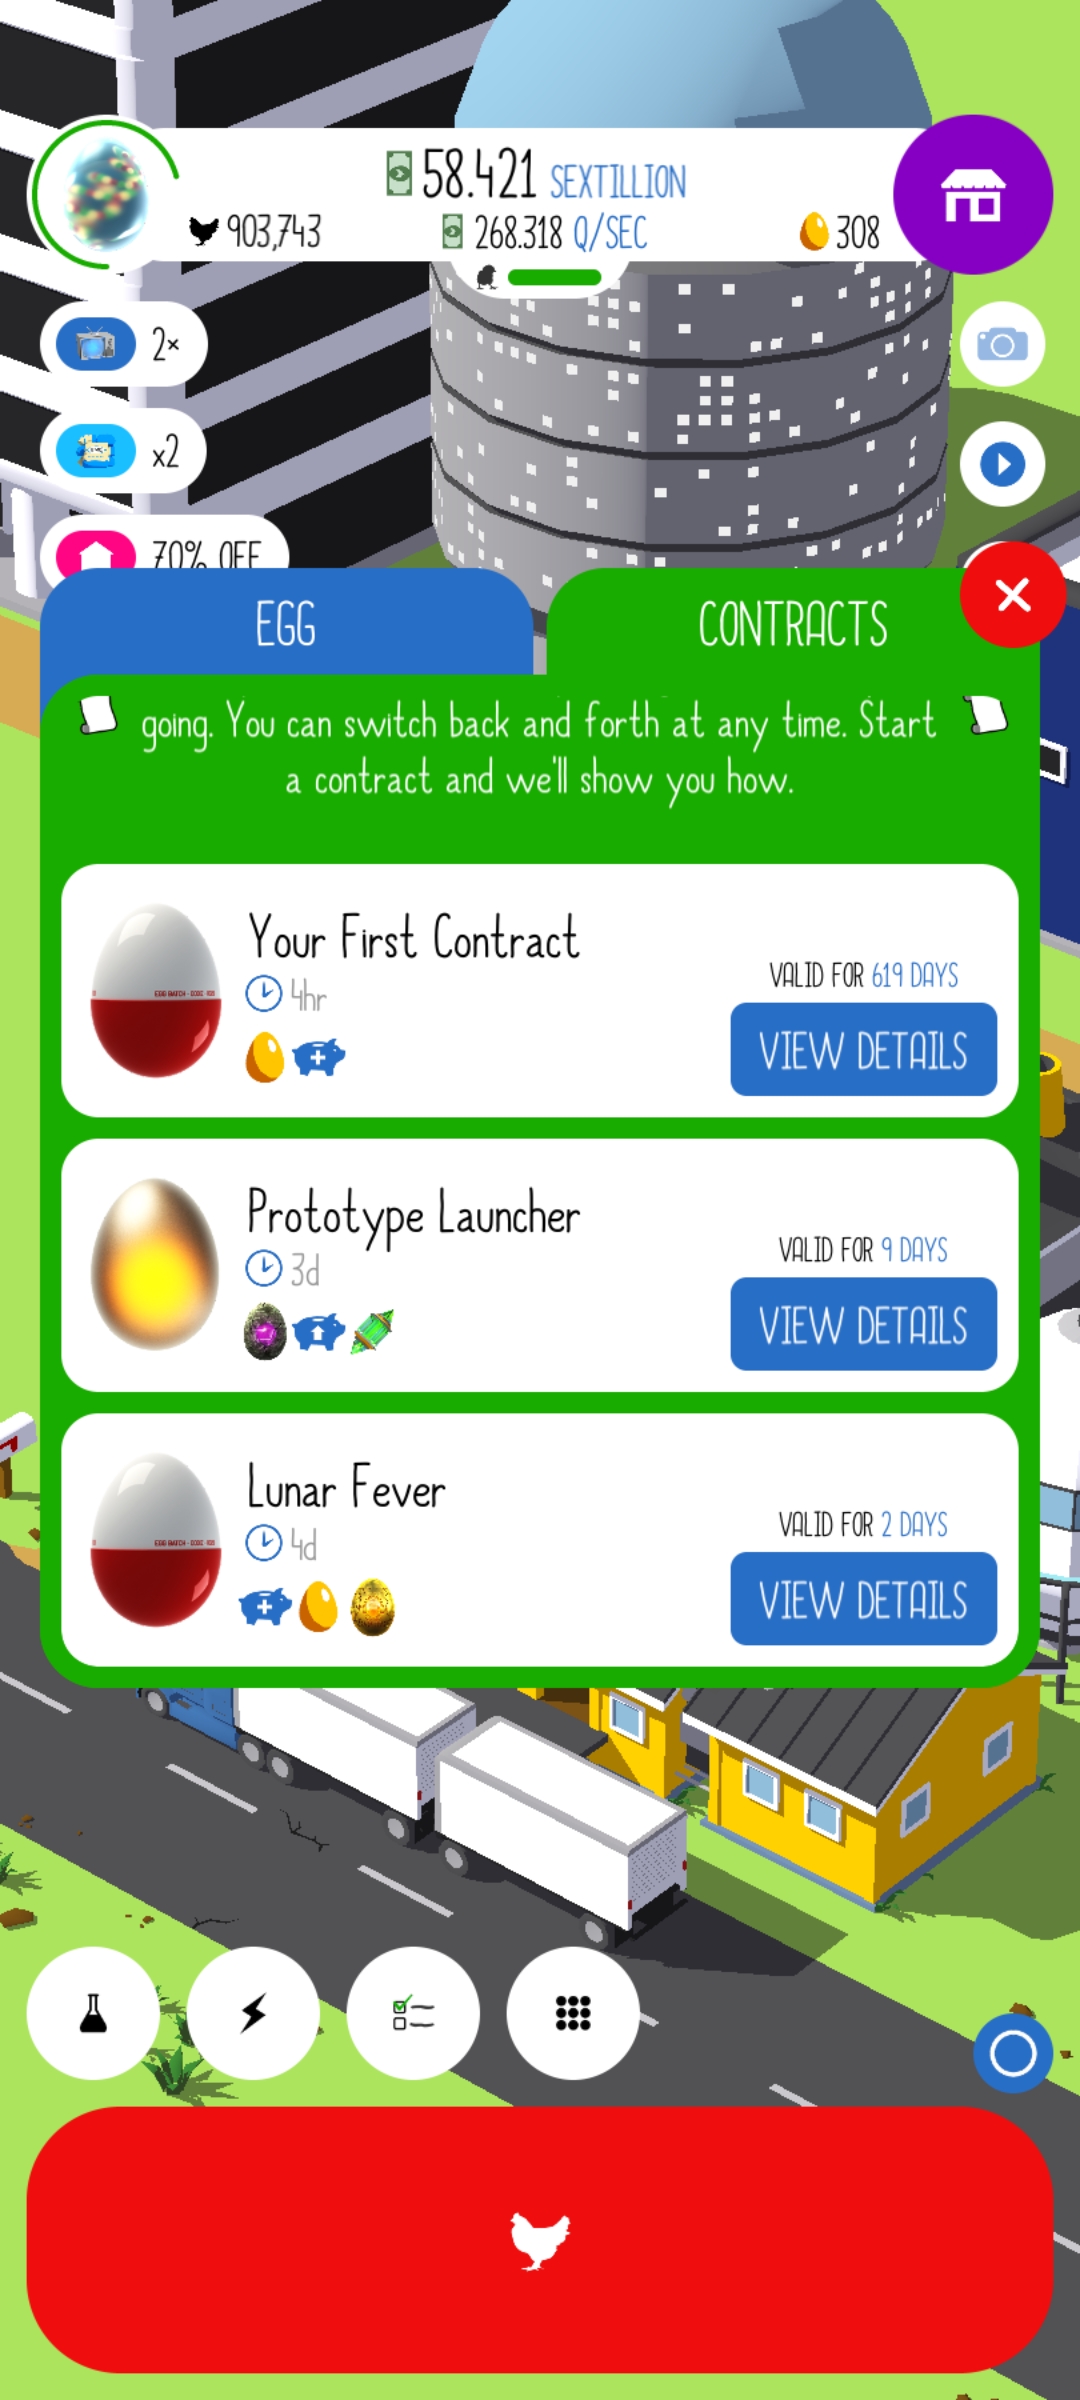 58.421 SEXTILLION
903,743
268.318 Q/SEC
308
2×
x2
70% OFF
EGG
CONTRACTS
going. You can switch back and forth at any time. Start
a contract and we'll show you how.
Your First Contract
4hr
VALID FOR 619 DAYS
VIEW DETAILS
Prototype Launcher
3d
VALID FOR 9 DAYS
VIEW DETAILS
Lunar Fever
4d
VALID FOR 2 DAYS
VIEW DETAILS